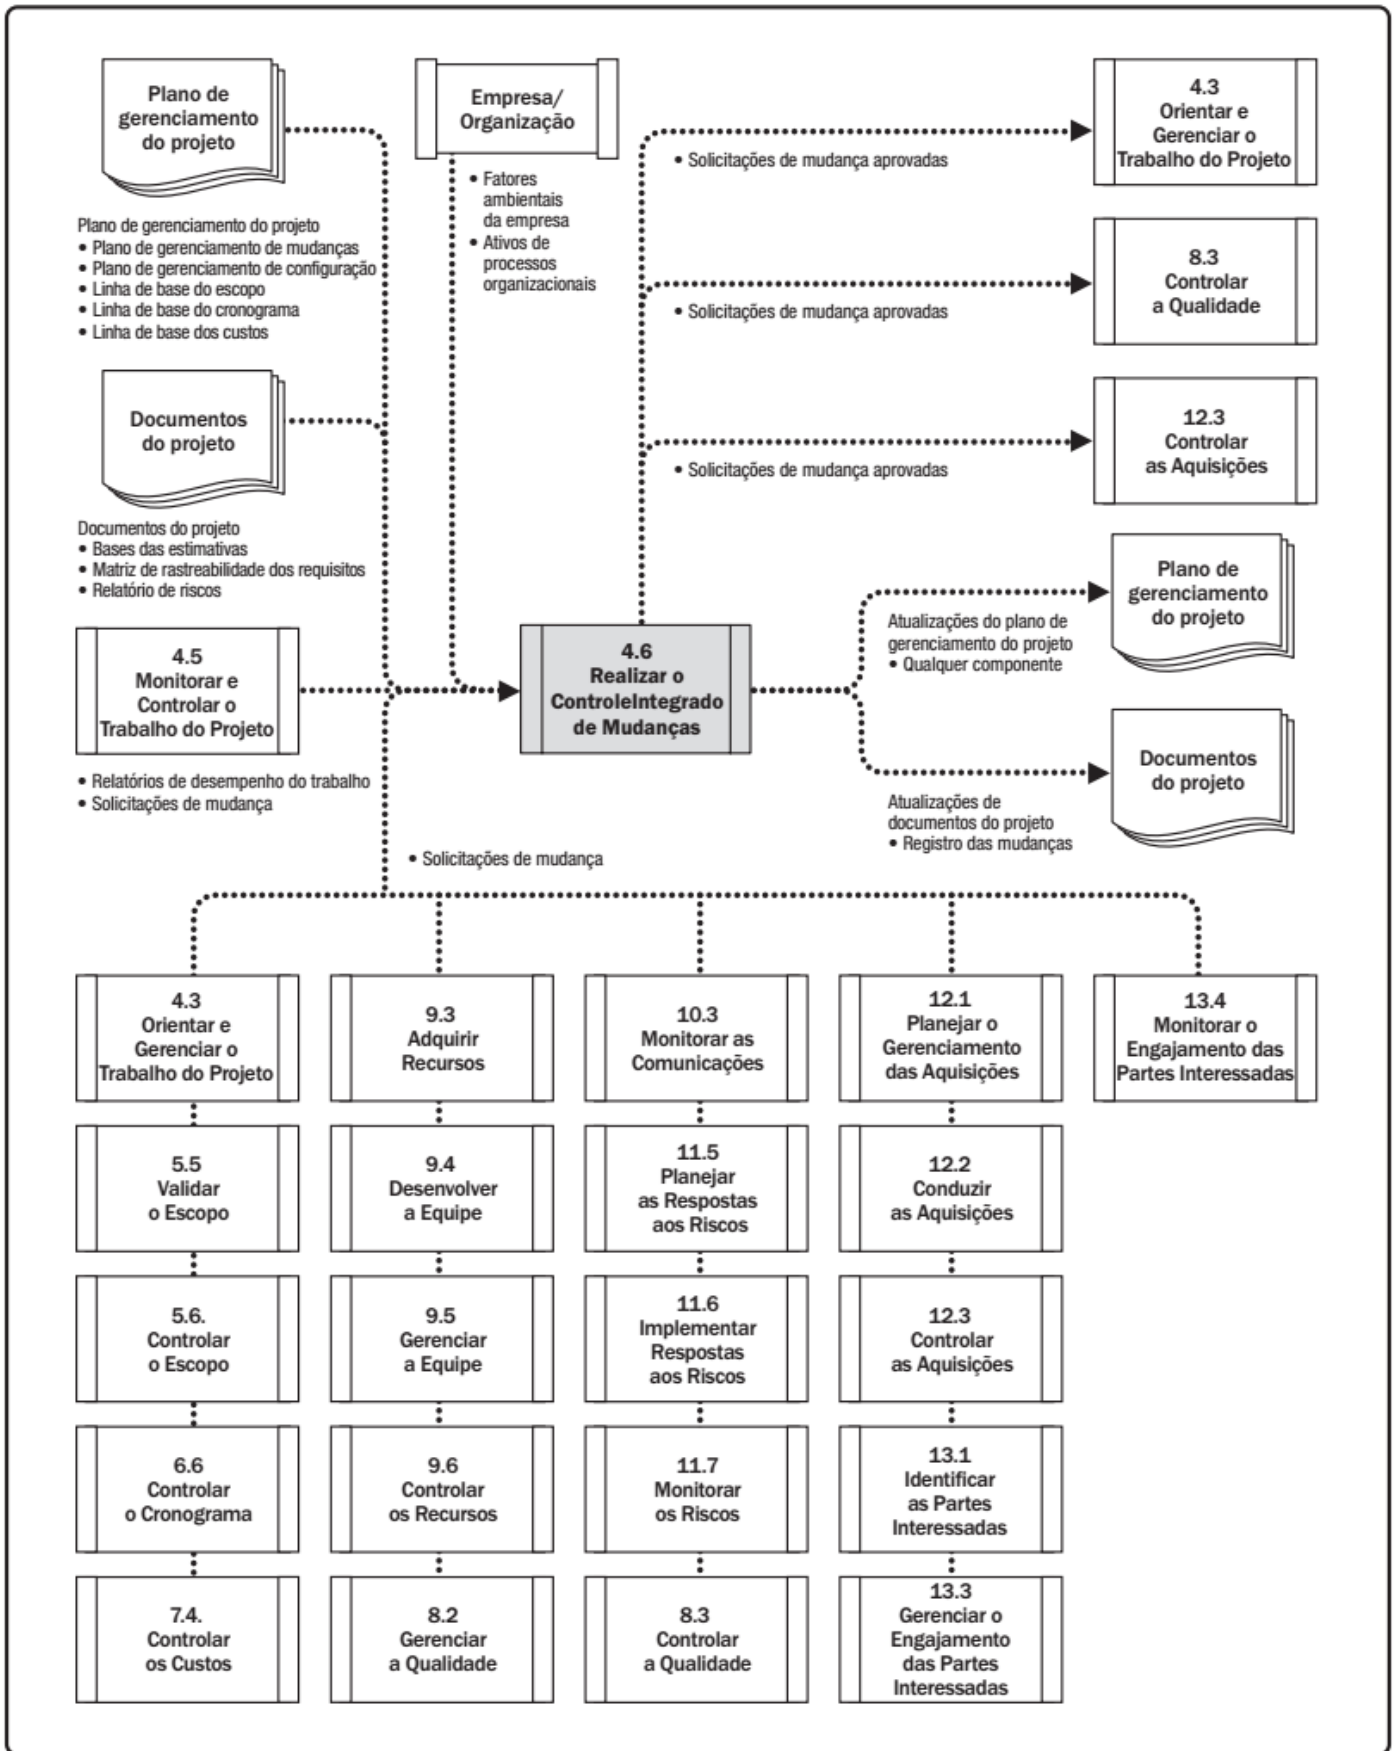 Plano de
gerenciamento
do projeto
Plano de gerenciamento do projeto
• Plano de gerenciamento de mudanças
• Plano de gerenciamento de configuração
• Linha de base do escopo
• Linha de base do cronograma
• Linha de base dos custos
Empresa/
Organização
• Fatores
ambientais
da empresa
• Ativos de
processos
organizacionais
• Solicitações de mudança aprovadas
4.3
Orientar e
Gerenciar o
Trabalho do Projeto
• Solicitações de mudança aprovadas
8.3
Controlar
a Qualidade
• Solicitações de mudança aprovadas
12.3
Controlar
as Aquisições
Documentos
do projeto
Documentos do projeto
• Bases das estimativas
• Matriz de rastreabilidade dos requisitos
• Relatório de riscos
4.5
Monitorar e
Controlar o
Trabalho do Projeto
• Relatórios de desempenho do trabalho
• Solicitações de mudança
4.6
Realizar o
ControleIntegrado
de Mudanças
Atualizações do plano de
gerenciamento do projeto
• Qualquer componente
Plano de
gerenciamento
do projeto
Atualizações de
documentos do projeto
• Registro das mudanças
Documentos
do projeto
• Solicitações de mudança
4.3
Orientar e
Gerenciar o
Trabalho do Projeto
9.3
Adquirir
Recursos
10.3
Monitorar as
Comunicações
12.1
Planejar o
Gerenciamento
das Aquisições
13.4
Monitorar o
Engajamento das
Partes Interessadas
5.5
Validar
o Escopo
9.4
Desenvolver
a Equipe
11.5
Planejar
as Respostas
aos Riscos
12.2
Conduzir
as Aquisições
5.6.
Controlar
o Escopo
9.5
Gerenciar
a Equipe
11.6
Implementar
Respostas
aos Riscos
12.3
Controlar
as Aquisições
6.6
Controlar
o Cronograma
9.6
Controlar
os Recursos
11.7
Monitorar
os Riscos
13.1
Identificar
as Partes
Interessadas
7.4.
Controlar
os Custos
8.2
Gerenciar
a Qualidade
8.3
Controlar
a Qualidade
13.3
Gerenciar o
Engajamento
das Partes
Interessadas